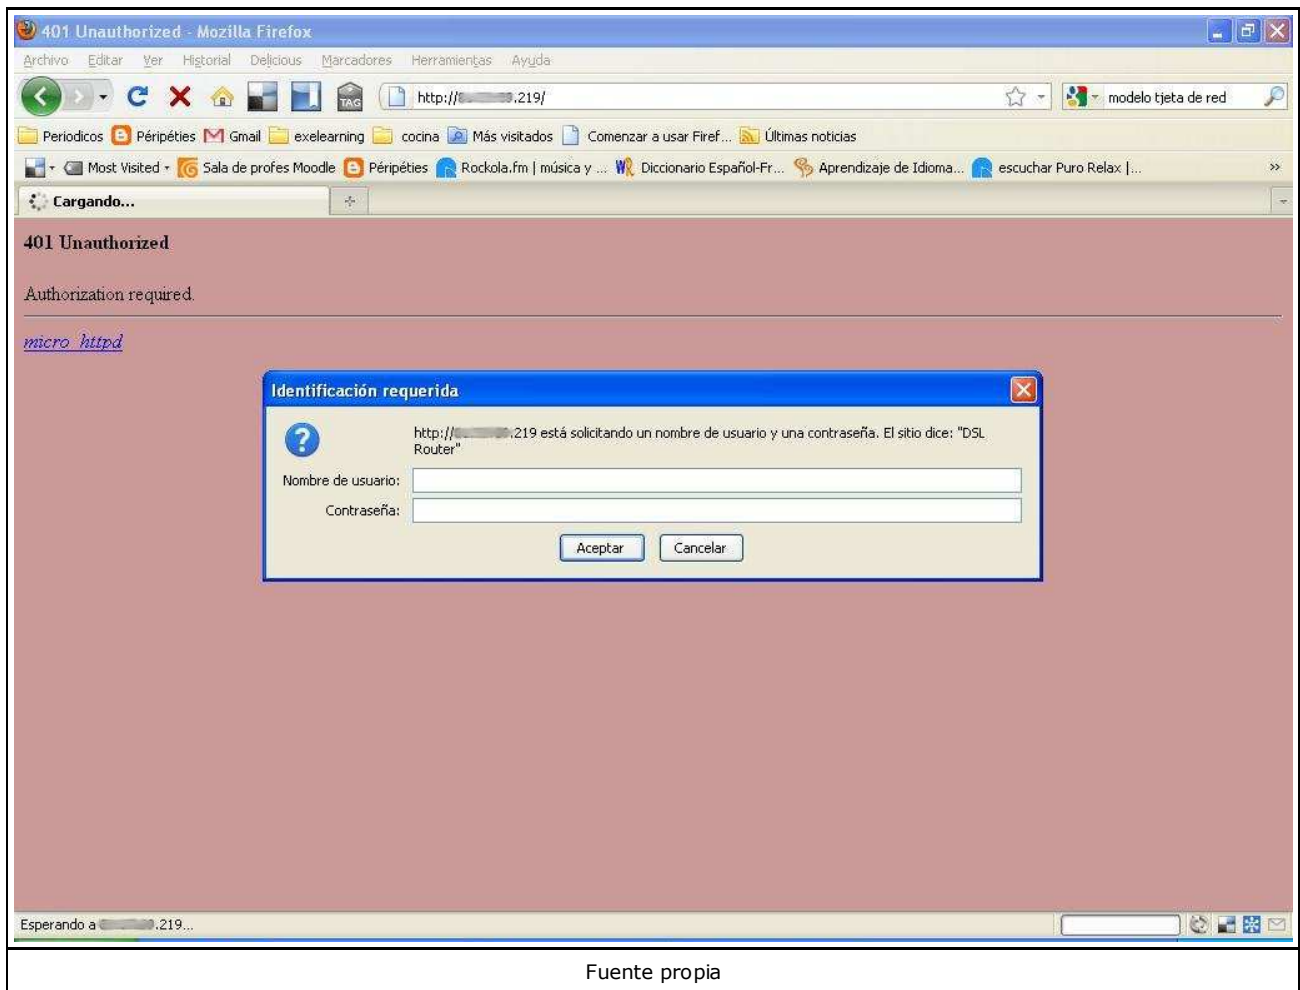 401 Unauthorized - Mozilla Firefox
Archivo Editar Ver Historial Delicious Marcadores Herramientas Ayuda
TAG http:// .219/ modelo tjeta de red
Periodicos Péripéties Gmail exelearning cocina Más visitados Comenzar a usar Firef... Últimas noticias
Most Visited Sala de profes Moodle Péripéties Rockola.fm | música y ... Diccionario Español-Fr... Aprendizaje de Idioma... escuchar Puro Relax |... »
Cargando...
401 Unauthorized
Authorization required.
micro_httpd
Identificación requerida
http:// .219 está solicitando un nombre de usuario y una contraseña. El sitio dice: "DSL
Router"
Nombre de usuario:
Contraseña:
Aceptar Cancelar
Esperando a .219...
Fuente propia